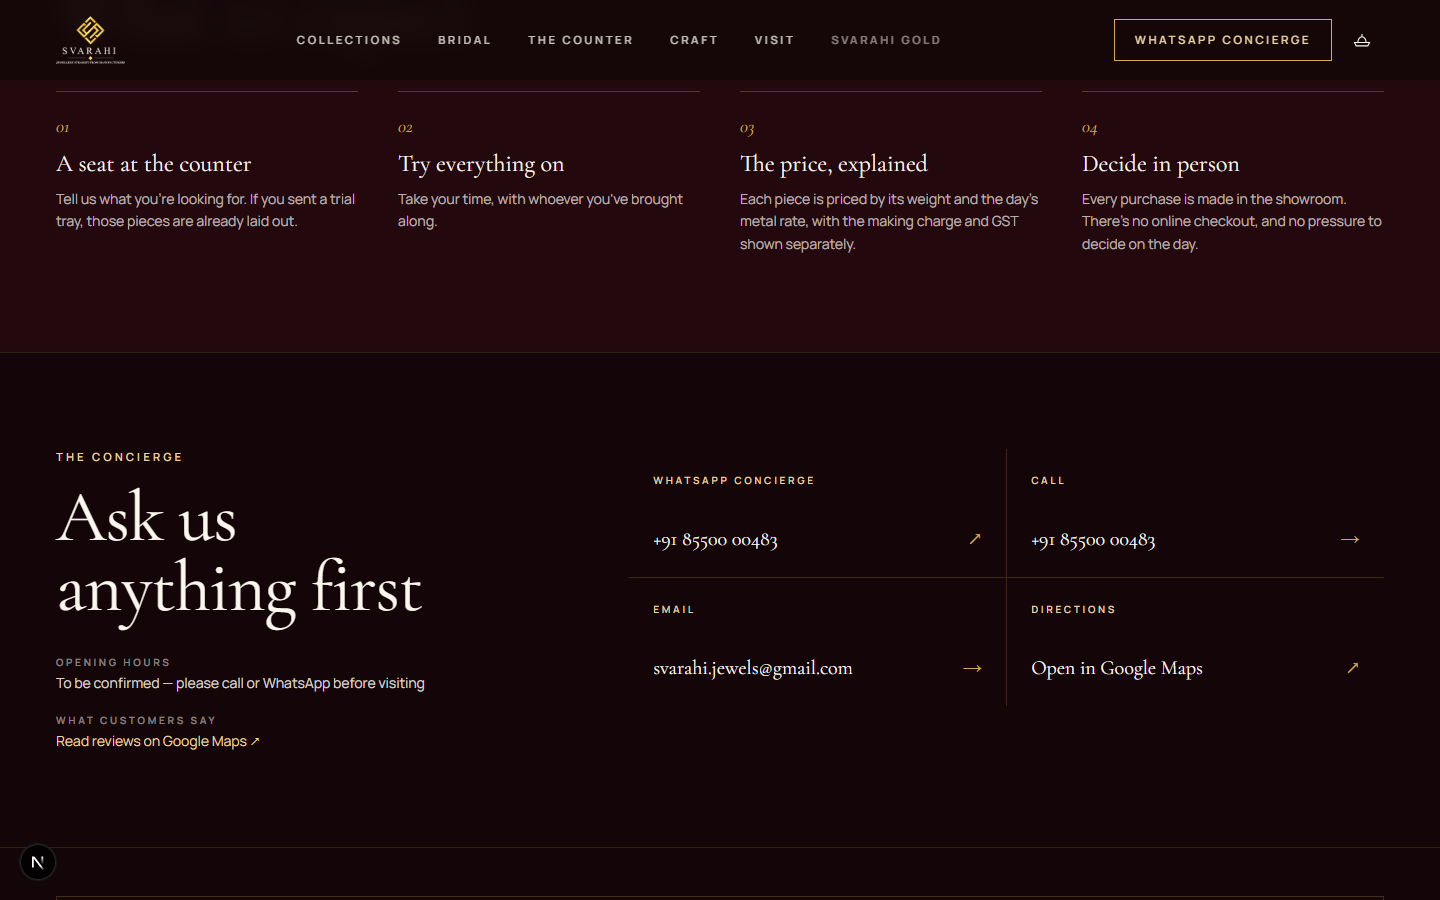 SVARAHI
COLLECTIONS
BRIDAL
THE COUNTER
CRAFT
VISIT
SVARAHI GOLD
WHATSAPP CONCIERGE
01
A seat at the counter
Tell us what you're looking for. If you sent a trial
tray, those pieces are already laid out.
02
Try everything on
Take your time, with whoever you've brought
along.
03
The price, explained
Each piece is priced by its weight and the day's
metal rate, with the making charge and GST
shown separately.
04
Decide in person
Every purchase is made in the showroom.
There's no online checkout, and no pressure to
decide on the day.
THE CONCIERGE
Ask us
anything first
OPENING HOURS
To be confirmed — please call or WhatsApp before visiting
WHAT CUSTOMERS SAY
Read reviews on Google Maps ↗
WHATSAPP CONCIERGE
+91 85500 00483 ↗
CALL
+91 85500 00483 →
EMAIL
svarahi.jewels@gmail.com →
DIRECTIONS
Open in Google Maps ↗
N